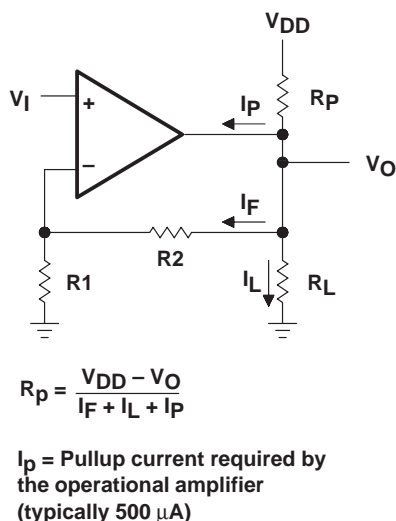 VDD
VI
+
−
IP
RP
VO
IF
R2
R1
IL
RL
Rp = VDD – VO / IF + IL + IP
Ip = Pullup current required by
the operational amplifier
(typically 500 μA)